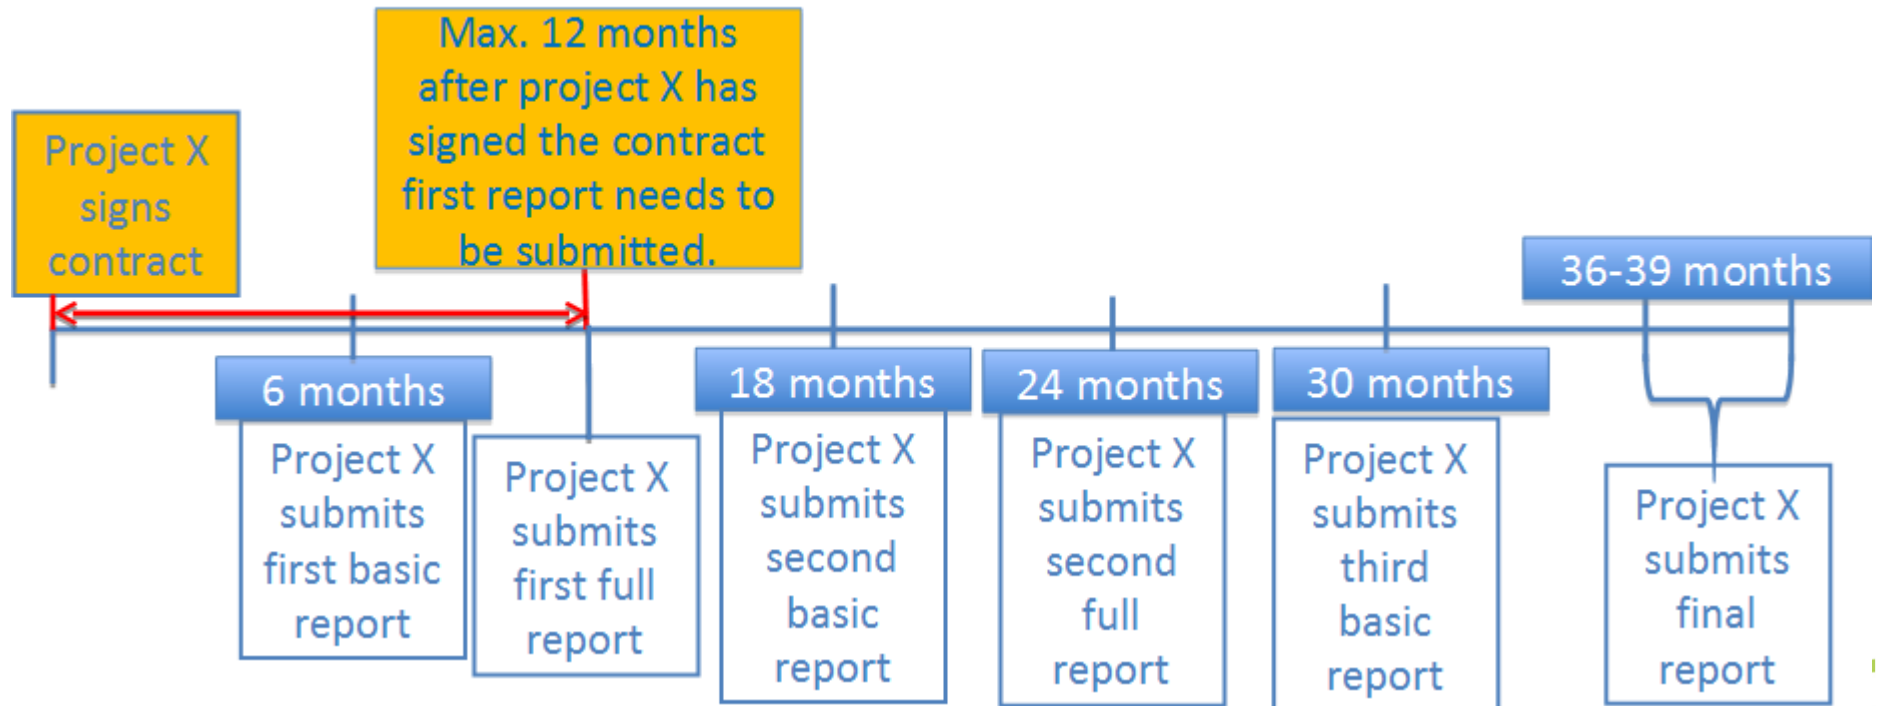 Project X
signs
contract
Max. 12 months
after project X has
signed the contract
first report needs to
be submitted.
6 months
Project X
submits
first basic
report
Project X
submits
first full
report
18 months
Project X
submits
second
basic
report
24 months
Project X
submits
second
full
report
30 months
Project X
submits
third
basic
report
36-39 months
Project X
submits
final
report